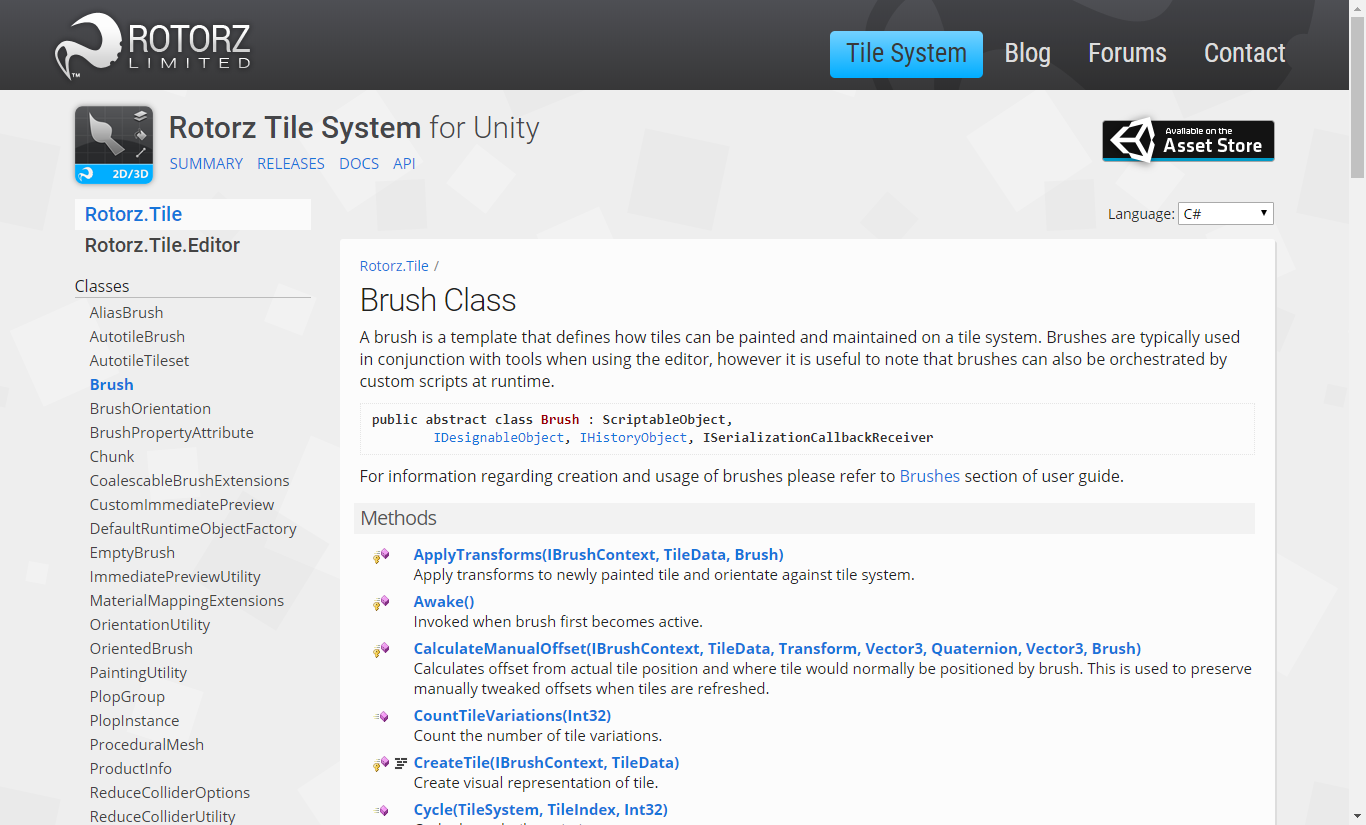 ROTORZ
LIMITED
™
Tile System
Blog
Forums
Contact
2D/3D
Rotorz Tile System for Unity
SUMMARY
RELEASES
DOCS
API
Available on the
Asset Store
Rotorz.Tile
Rotorz.Tile.Editor
Language: C#
Classes
AliasBrush
AutotileBrush
AutotileTileset
Brush
BrushOrientation
BrushPropertyAttribute
Chunk
CoalescableBrushExtensions
CustomImmediatePreview
DefaultRuntimeObjectFactory
EmptyBrush
ImmediatePreviewUtility
MaterialMappingExtensions
OrientationUtility
OrientedBrush
PaintingUtility
PlopGroup
PlopInstance
ProceduralMesh
ProductInfo
ReduceColliderOptions
ReduceColliderUtility
Rotorz.Tile /
Brush Class
A brush is a template that defines how tiles can be painted and maintained on a tile system. Brushes are typically used
in conjunction with tools when using the editor, however it is useful to note that brushes can also be orchestrated by
custom scripts at runtime.
public abstract class Brush : ScriptableObject,
IDesignableObject, IHistoryObject, ISerializationCallbackReceiver
For information regarding creation and usage of brushes please refer to Brushes section of user guide.
Methods
ApplyTransforms(IBrushContext, TileData, Brush)
Apply transforms to newly painted tile and orientate against tile system.
Awake()
Invoked when brush first becomes active.
CalculateManualOffset(IBrushContext, TileData, Transform, Vector3, Quaternion, Vector3, Brush)
Calculates offset from actual tile position and where tile would normally be positioned by brush. This is used to preserve
manually tweaked offsets when tiles are refreshed.
CountTileVariations(Int32)
Count the number of tile variations.
CreateTile(IBrushContext, TileData)
Create visual representation of tile.
Cycle(TileSystem, TileIndex, Int32)